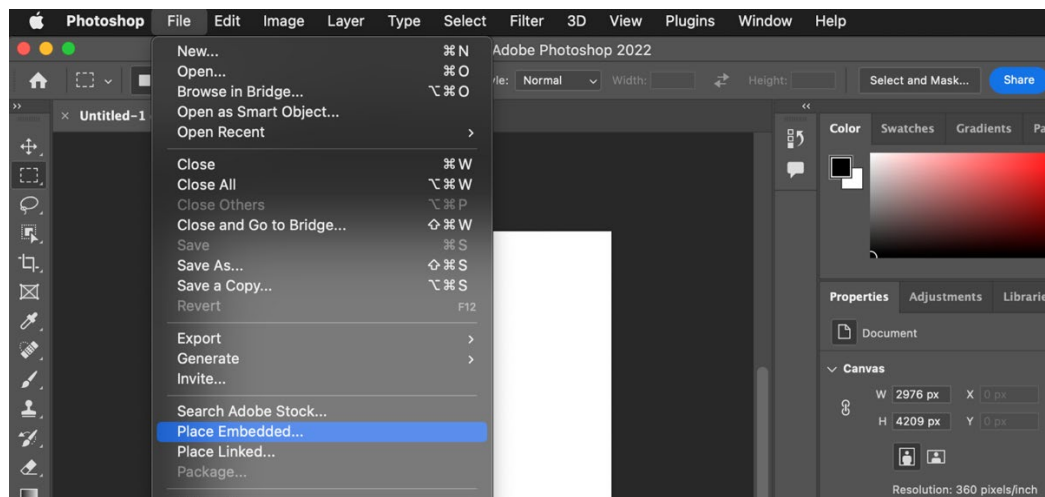 Photoshop File Edit Image Layer Type Select Filter 3D View Plugins Window Help
Adobe Photoshop 2022
Normal Width: Height: Select and Mask... Share
× Untitled-1
New... ⌘N
Open... ⌘O
Browse in Bridge... ⌥⌘O
Open as Smart Object...
Open Recent >
Close ⌘W
Close All ⌥⌘W
Close Others ⌥⌘P
Close and Go to Bridge... ⇧⌘W
Save ⌘S
Save As... ⇧⌘S
Save a Copy... ⌥⌘S
Revert F12
Export >
Generate >
Invite...
Search Adobe Stock...
Place Embedded...
Place Linked...
Package...
Color Swatches Gradients
Properties Adjustments
Document
Canvas
W 2976 px X 0 px
H 4209 px Y 0 px
Resolution: 360 pixels/inch